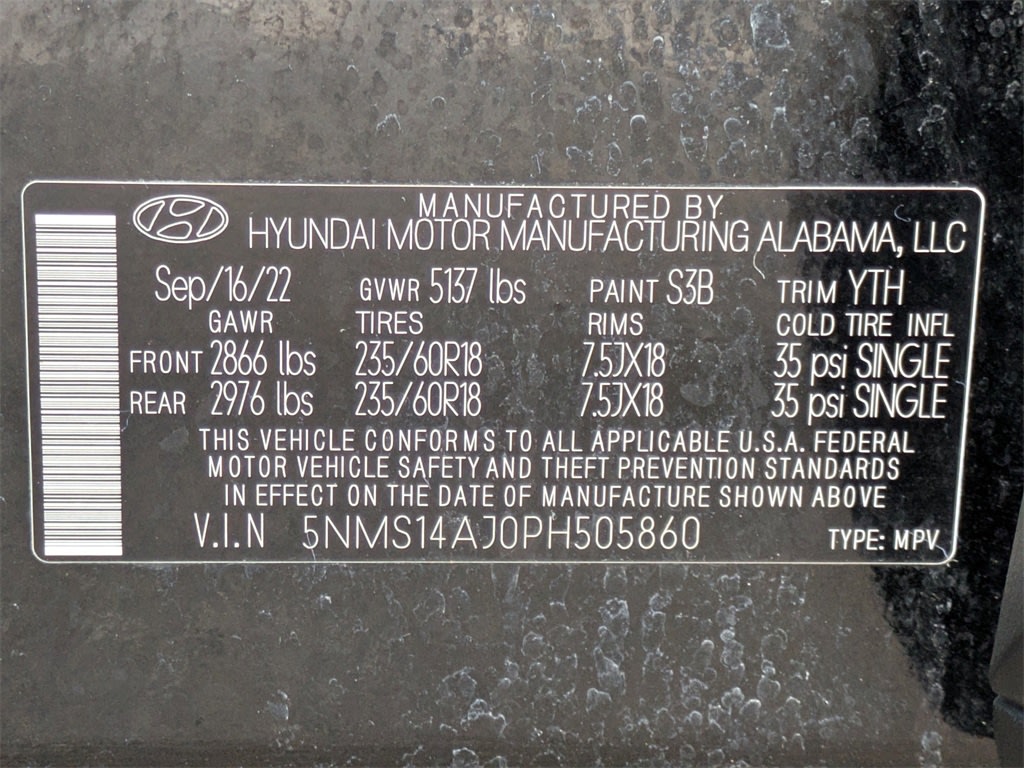 MANUFACTURED BY
HYUNDAI MOTOR MANUFACTURING ALABAMA, LLC
Sep/16/22 GVWR 5137 lbs PAINT S3B TRIM YTH
GAWR TIRES RIMS COLD TIRE INFL
FRONT 2866 lbs 235/60R18 7.5JX18 35 psi SINGLE
REAR 2976 lbs 235/60R18 7.5JX18 35 psi SINGLE
THIS VEHICLE CONFORMS TO ALL APPLICABLE U.S.A. FEDERAL
MOTOR VEHICLE SAFETY AND THEFT PREVENTION STANDARDS
IN EFFECT ON THE DATE OF MANUFACTURE SHOWN ABOVE
V.I.N 5NMS14AJ0PH505860 TYPE: MPV